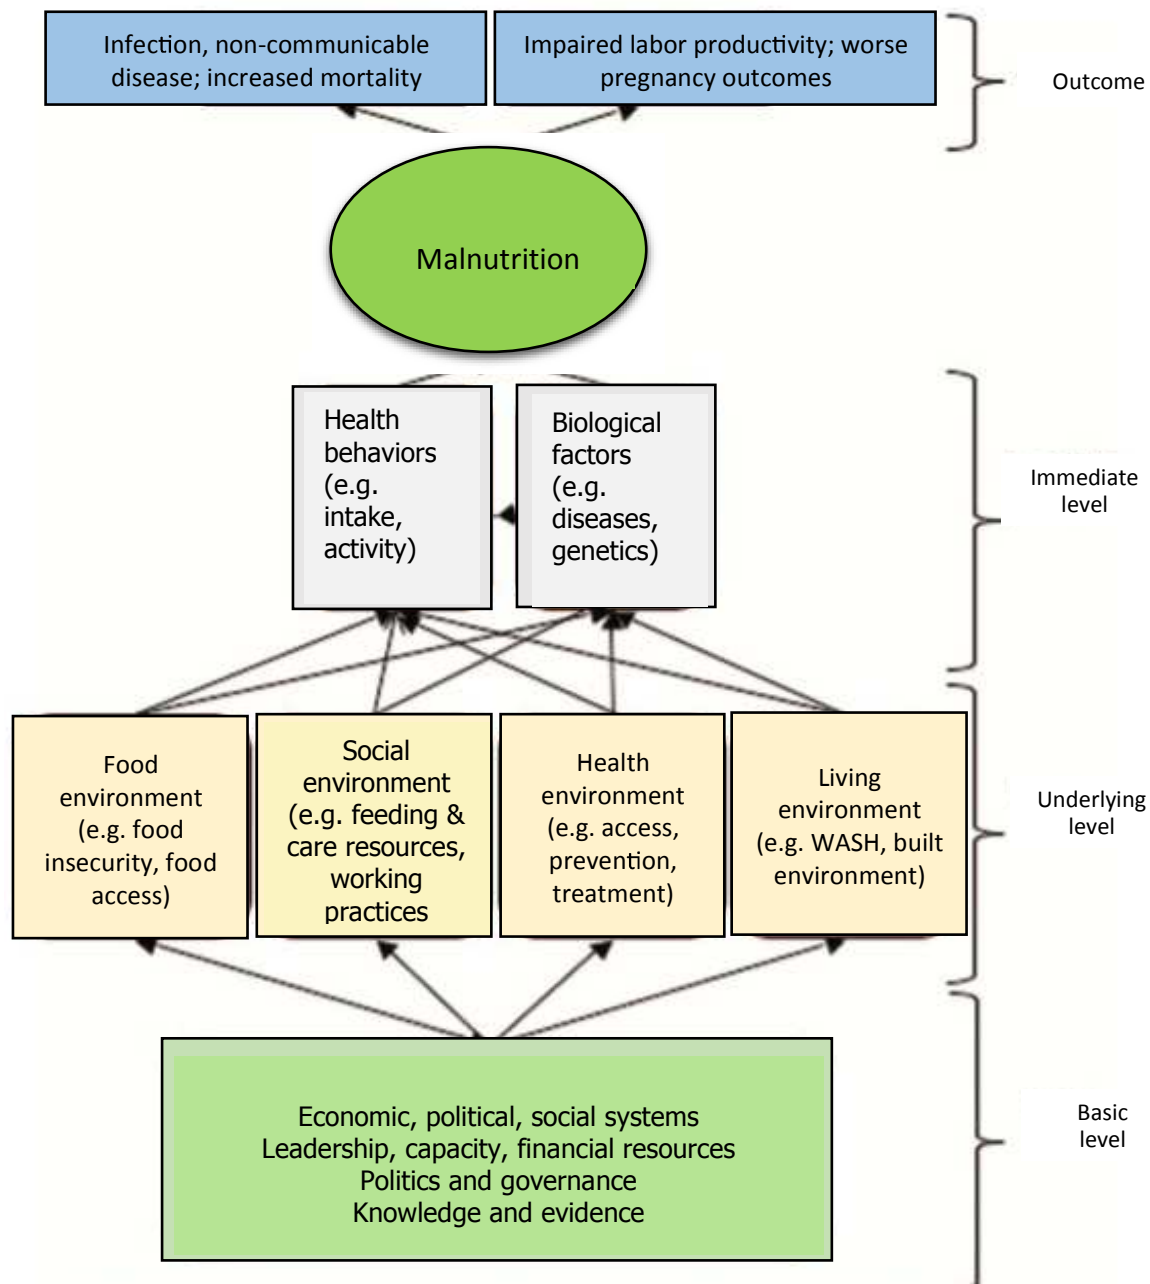 Infection, non-communicable
disease; increased mortality
Impaired labor productivity; worse
pregnancy outcomes
Outcome
Malnutrition
Health
behaviors
(e.g.
intake,
activity)
Biological
factors
(e.g.
diseases,
genetics)
Immediate
level
Food
environment
(e.g. food
insecurity, food
access)
Social
environment
(e.g. feeding &
care resources,
working
practices
Health
environment
(e.g. access,
prevention,
treatment)
Living
environment
(e.g. WASH, built
environment)
Underlying
level
Economic, political, social systems
Leadership, capacity, financial resources
Politics and governance
Knowledge and evidence
Basic
level